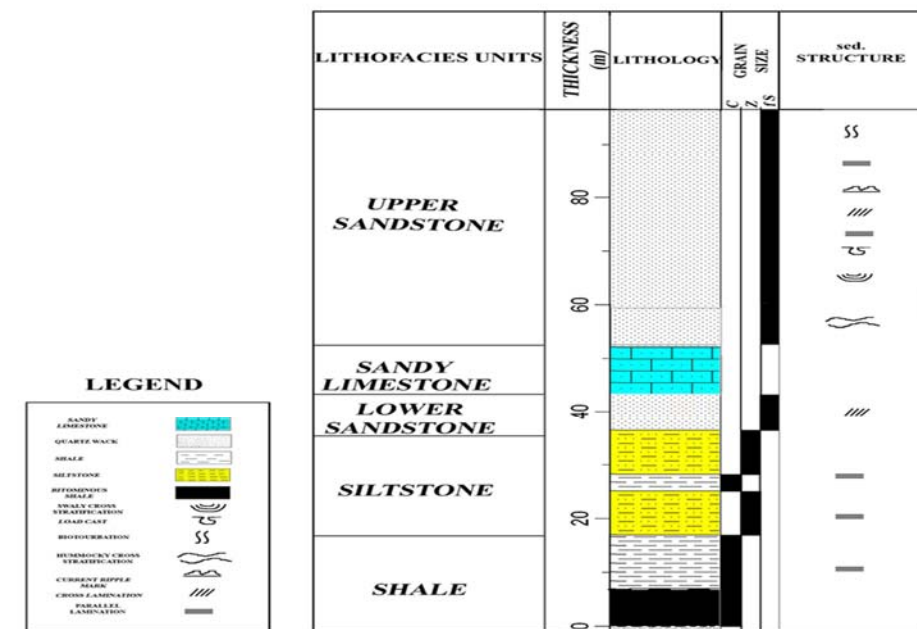 LITHOFACIES UNITS
THICKNESS
(m)
LITHOLOGY
GRAIN
SIZE
C
Z
fS
sed.
STRUCTURE
UPPER
SANDSTONE
SANDY
LIMESTONE
LOWER
SANDSTONE
SILTSTONE
SHALE
80
60
40
20
0
LEGEND
SANDY
LIMESTONE
QUARTZ WACK
SHALE
SILTSTONE
BITOMINOUS
SHALE
SWALY CROSS
STRATIFICATION
LOAD CAST
BIOTOURBATION
HUMMOCKY CROSS
STRATIFICATION
CURRENT RIPPLE
MARK
CROSS LAMINATION
PARALLEL
LAMINATION